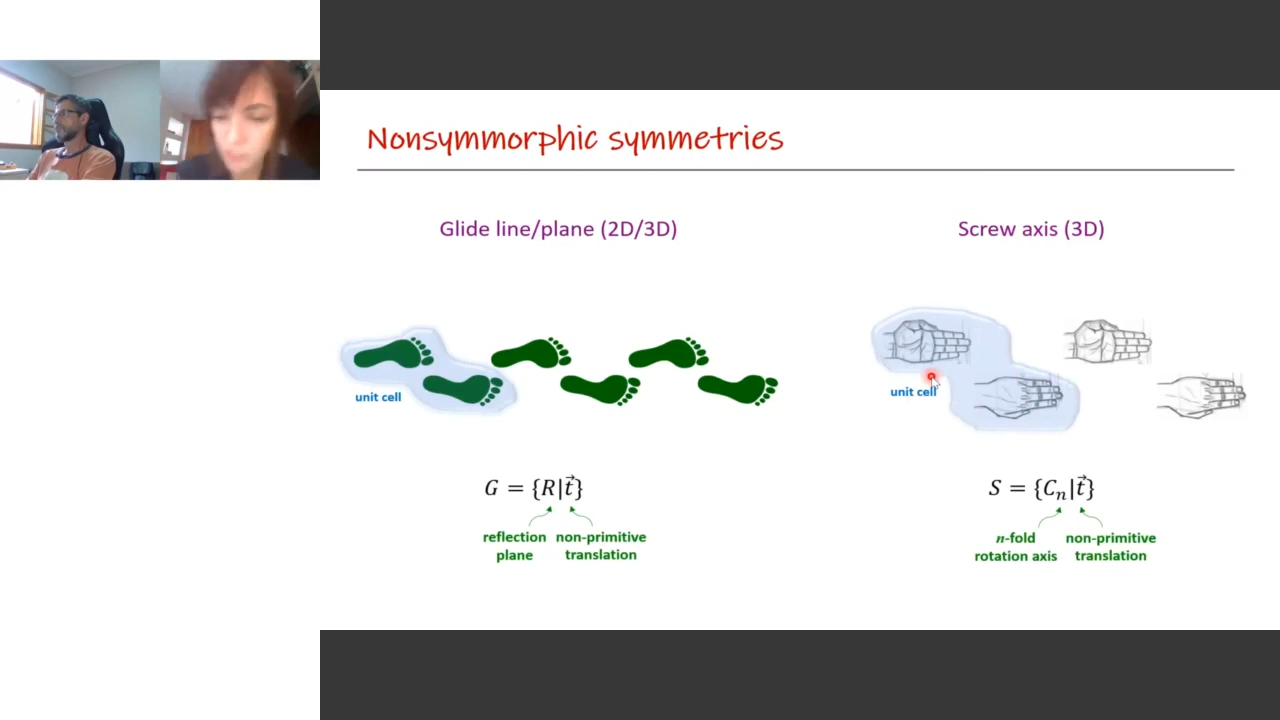 Nonsymmorphic symmetries
Glide line/plane (2D/3D)
unit cell
G = {R|t⃗}
reflection plane
non-primitive translation
Screw axis (3D)
unit cell
S = {Cₙ|t⃗}
n-fold rotation axis
non-primitive translation